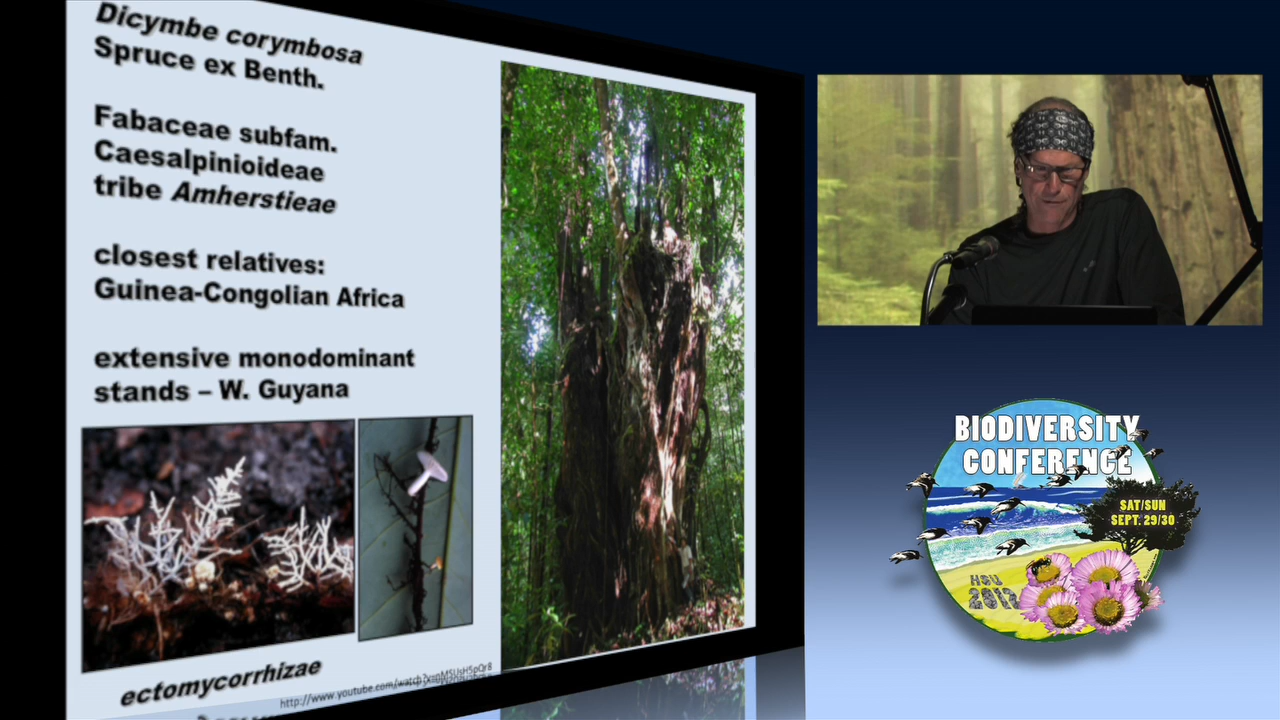 Dicymbe corymbosa
Spruce ex Benth.
Fabaceae subfam.
Caesalpinioideae
tribe Amherstieae
closest relatives:
Guinea-Congolian Africa
extensive monodominant
stands – W. Guyana
ectomycorrhizae
BIODIVERSITY
CONFERENCE
SAT/SUN
SEPT. 29/30
HSU
2012